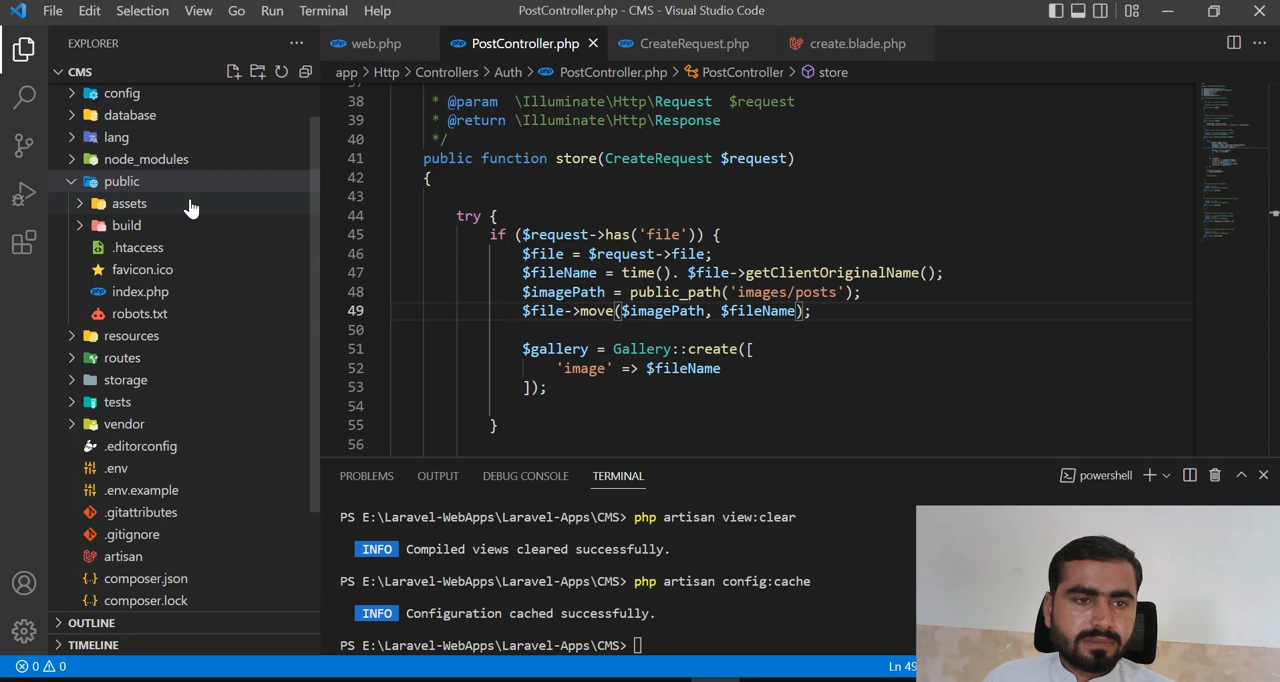 File Edit Selection View Go Run Terminal Help PostController.php - CMS - Visual Studio Code
EXPLORER
web.php PostController.php CreateRequest.php create.blade.php
CMS
app > Http > Controllers > Auth > PostController.php > PostController > store
config
database
lang
node_modules
public
assets
build
.htaccess
favicon.ico
index.php
robots.txt
resources
routes
storage
tests
vendor
.editorconfig
.env
.env.example
.gitattributes
.gitignore
artisan
composer.json
composer.lock
OUTLINE
TIMELINE
38 * @param \Illuminate\Http\Request $request
39 * @return \Illuminate\Http\Response
40 */
41 public function store(CreateRequest $request)
42 {
43
44 try {
45 if ($request->has('file')) {
46 $file = $request->file;
47 $fileName = time(). $file->getClientOriginalName();
48 $imagePath = public_path('images/posts');
49 $file->move($imagePath, $fileName);
50
51 $gallery = Gallery::create([
52 'image' => $fileName
53 ]);
54
55 }
56
PROBLEMS OUTPUT DEBUG CONSOLE TERMINAL powershell
PS E:\Laravel-WebApps\Laravel-Apps\CMS> php artisan view:clear
INFO Compiled views cleared successfully.
PS E:\Laravel-WebApps\Laravel-Apps\CMS> php artisan config:cache
INFO Configuration cached successfully.
PS E:\Laravel-WebApps\Laravel-Apps\CMS>
0 0 Ln 49